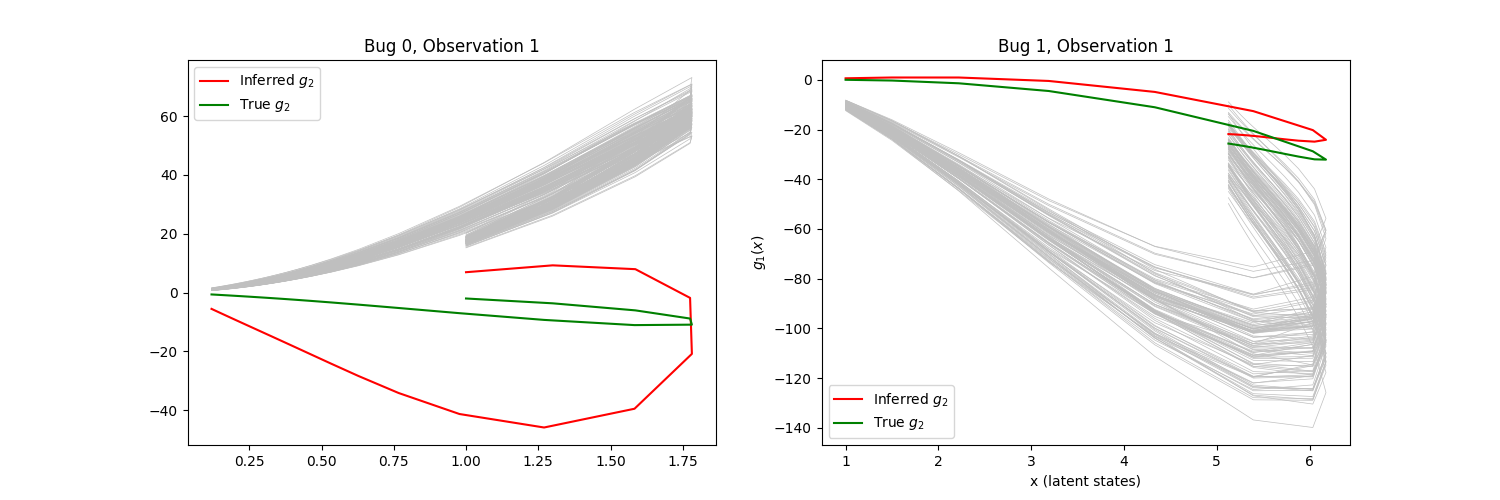 Bug 0, Observation 1
Inferred g₂
True g₂
60
40
20
0
−20
−40
0.25 0.50 0.75 1.00 1.25 1.50 1.75
Bug 1, Observation 1
g₁(x)
0
−20
−40
−60
−80
−100
−120
−140
Inferred g₂
True g₂
1 2 3 4 5 6
x (latent states)